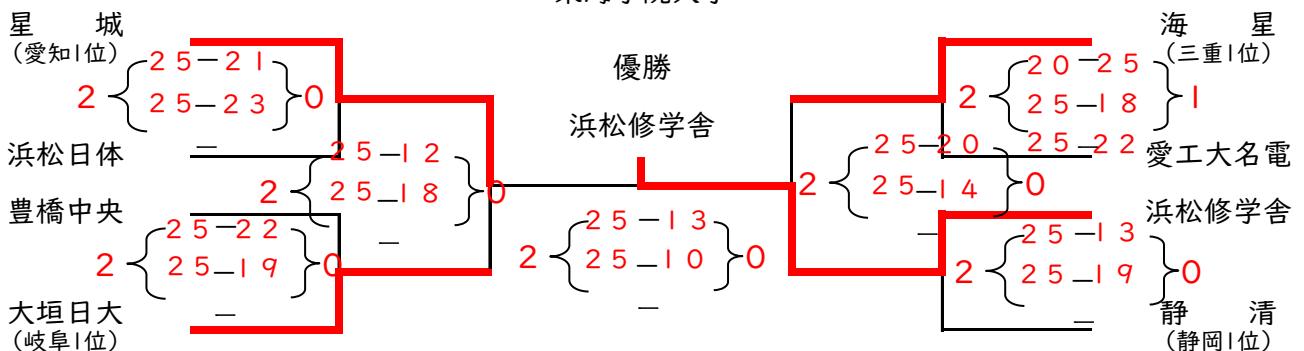 星 城
(愛知1位)
25-21
2 0
25-23
-
浜松日体
25-12
2 0
25-18
-
豊橋中央
25-22
2 0
25-19
-
大垣日大
(岐阜1位)
優勝
浜松修学舎
25-13
2 0
25-10
-
海 星
(三重1位)
20-25
2 1
25-18
25-22
愛工大名電
25-20
2 0
25-14
-
浜松修学舎
25-13
2 0
25-19
-
静 清
(静岡1位)